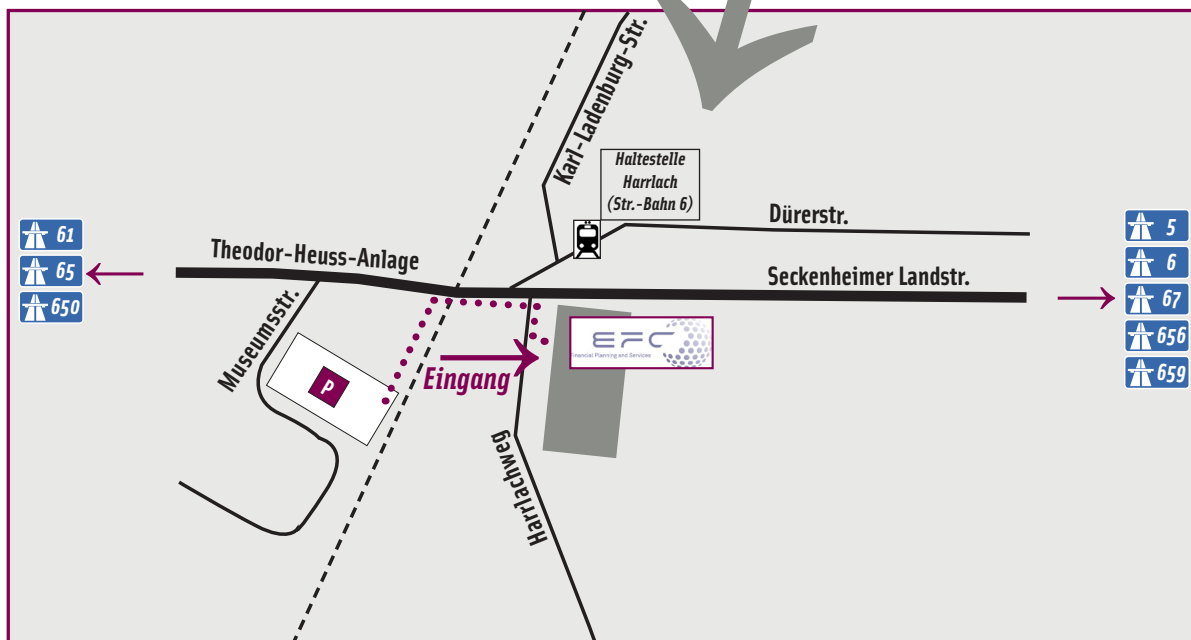 Karl-Ladenburg-Str.
Haltestelle
Harrlach
(Str.-Bahn 6)
Dürerstr.
61
65
650
Theodor-Heuss-Anlage
Seckenheimer Landstr.
5
6
67
656
659
Museumsstr.
P
Eingang
EFC
Financial Planning and Services
Harrlachweg